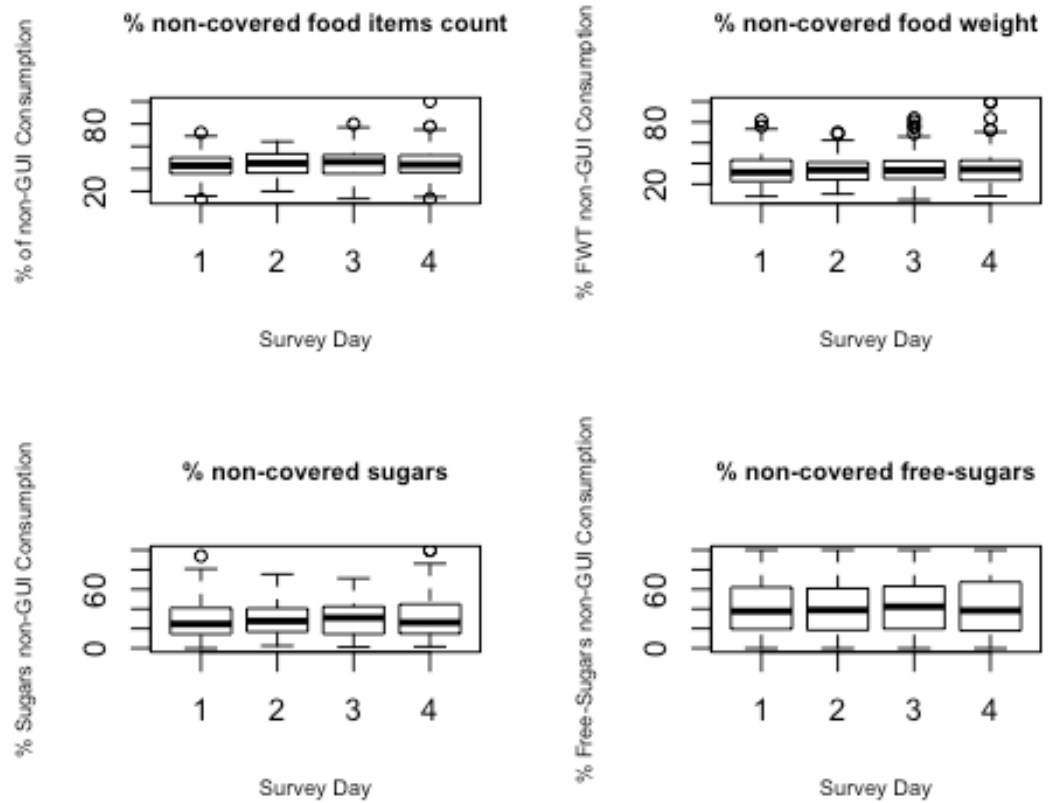 % non-covered food items count
% of non-GUI Consumption
80
20
1 2 3 4
Survey Day
% non-covered food weight
% FWT non-GUI Consumption
80
20
1 2 3 4
Survey Day
% non-covered sugars
% Sugars non-GUI Consumption
60
0
1 2 3 4
Survey Day
% non-covered free-sugars
% Free-Sugars non-GUI Consumption
60
0
1 2 3 4
Survey Day